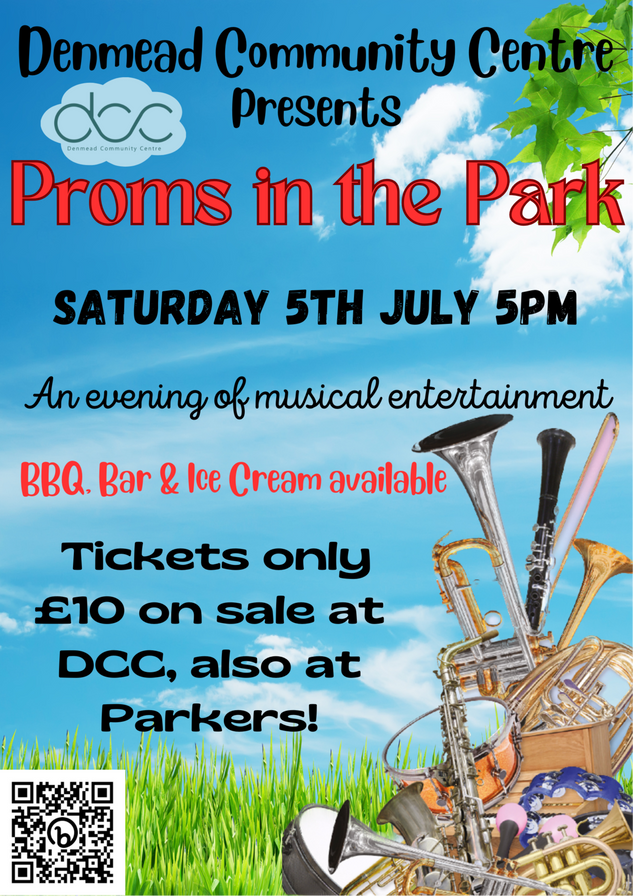 Denmead Community Centre
Presents
dcc
Denmead Community Centre
Proms in the Park
SATURDAY 5TH JULY 5PM
An evening of musical entertainment
BBQ, Bar & Ice Cream available
Tickets only
£10 on sale at
DCC, also at
Parkers!
b